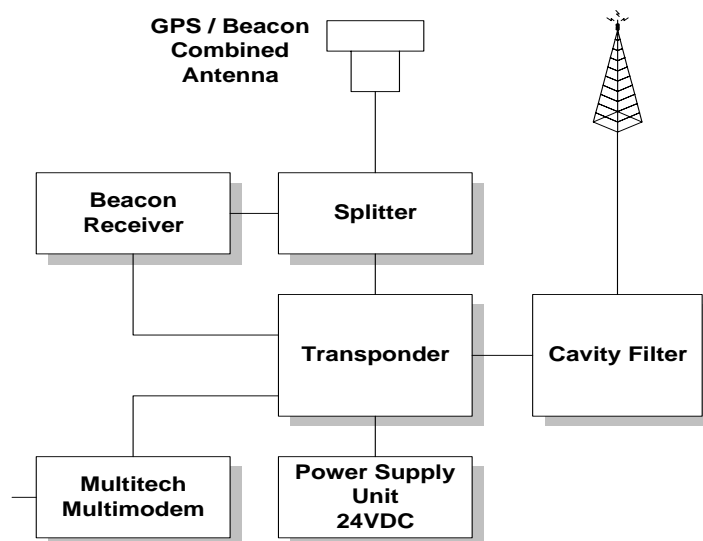 GPS / Beacon
Combined
Antenna
Beacon
Receiver
Splitter
Transponder
Cavity Filter
Multitech
Multimodem
Power Supply
Unit
24VDC